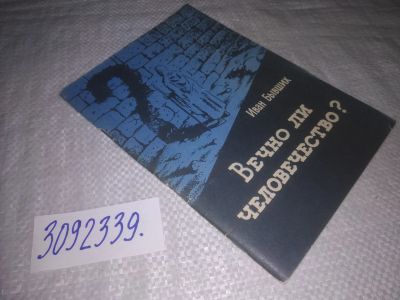 Иван Бывших
Вечно ли
человечество?
3092339.